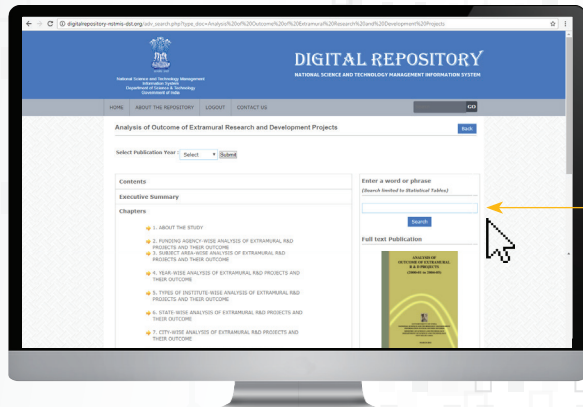 digitalrepository-nstmis-dst.org/adv_search.php?type_doc=Analysis%20of%20Outcome%20of%20Extramural%20Research%20and%20Development%20Projects
National Science and Technology Management
Information System
Department of Science & Technology
Government of India
DIGITAL REPOSITORY
NATIONAL SCIENCE AND TECHNOLOGY MANAGEMENT INFORMATION SYSTEM
HOME ABOUT THE REPOSITORY LOGOUT CONTACT US
GO
Analysis of Outcome of Extramural Research and Development Projects
Back
Select Publication Year : Select Submit
Contents
Executive Summary
Chapters
1. ABOUT THE STUDY
2. FUNDING AGENCY-WISE ANALYSIS OF EXTRAMURAL R&D
PROJECTS AND THEIR OUTCOME
3. SUBJECT AREA-WISE ANALYSIS OF EXTRAMURAL R&D
PROJECTS AND THEIR OUTCOME
4. YEAR-WISE ANALYSIS OF EXTRAMURAL R&D PROJECTS AND
THEIR OUTCOME
5. TYPES OF INSTITUTE-WISE ANALYSIS OF EXTRAMURAL R&D
PROJECTS AND THEIR OUTCOME
6. STATE-WISE ANALYSIS OF EXTRAMURAL R&D PROJECTS AND
THEIR OUTCOME
7. CITY-WISE ANALYSIS OF EXTRAMURAL R&D PROJECTS AND
THEIR OUTCOME
Enter a word or phrase
(Search limited to Statistical Tables)
Search
Full text Publication
ANALYSIS OF
OUTCOME OF EXTRAMURAL
R & D PROJECTS
(2000-01 to 2004-05)